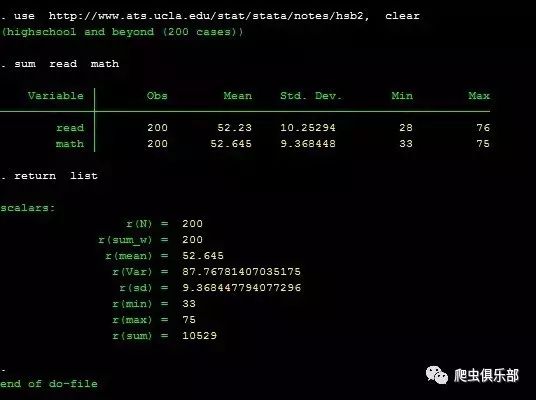 . use http://www.ats.ucla.edu/stat/stata/notes/hsb2, clear
(highschool and beyond (200 cases))
. sum read math
Variable Obs Mean Std. Dev. Min Max
read 200 52.23 10.25294 28 76
math 200 52.645 9.368448 33 75
. return list
scalars:
r(N) = 200
r(sum_w) = 200
r(mean) = 52.645
r(Var) = 87.76781407035175
r(sd) = 9.368447794077296
r(min) = 33
r(max) = 75
r(sum) = 10529
.
end of do-file
爬虫俱乐部